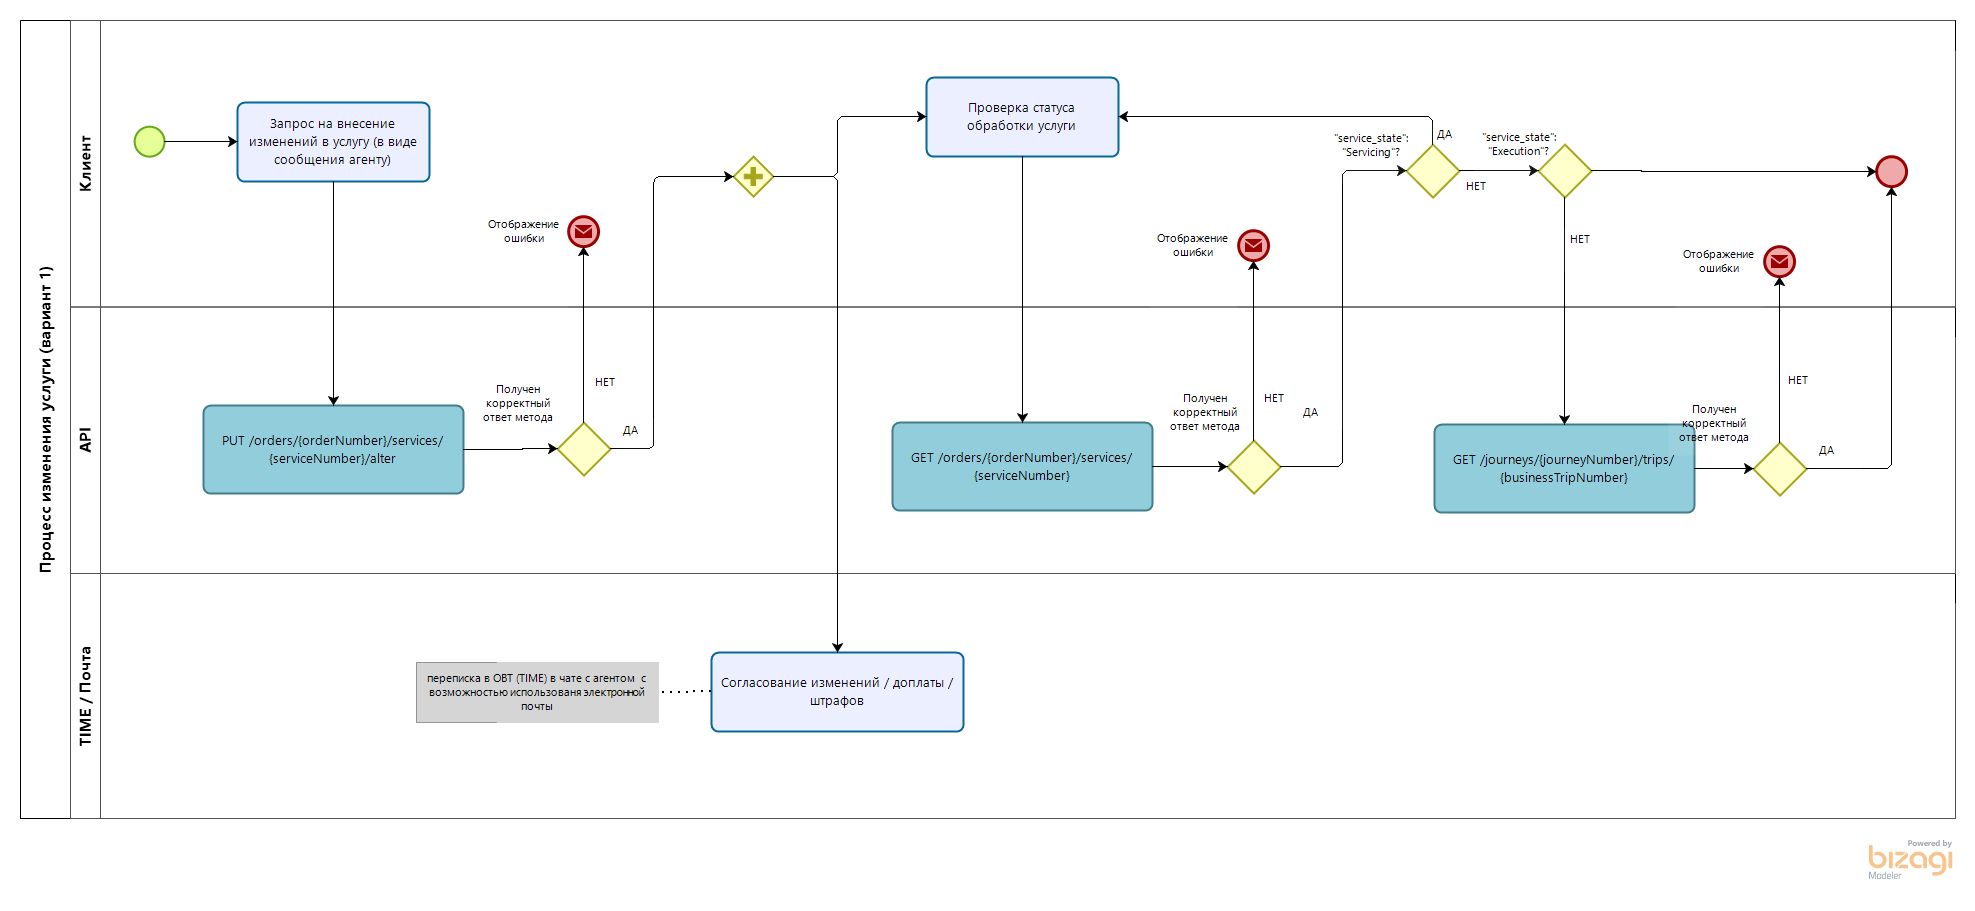 Процесс изменения услуги (вариант 1)
Клиент
Запрос на внесение
изменений в услугу (в виде
сообщения агенту)
Отображение
ошибки
Проверка статуса
обработки услуги
Отображение
ошибки
"service_state":
"Servicing"?
ДА
НЕТ
"service_state":
"Execution"?
НЕТ
Отображение
ошибки
API
PUT /orders/{orderNumber}/services/
{serviceNumber}/alter
Получен
корректный
ответ метода
НЕТ
ДА
GET /orders/{orderNumber}/services/
{serviceNumber}
Получен
корректный
ответ метода
НЕТ
ДА
GET /journeys/{journeyNumber}/trips/
{businessTripNumber}
Получен
корректный
ответ метода
НЕТ
ДА
TIME / Почта
переписка в OBT (TIME) в чате с агентом с
возможностью использованя электронной
почты
Согласование изменений / доплаты /
штрафов
Powered by
bizagi
Modeler